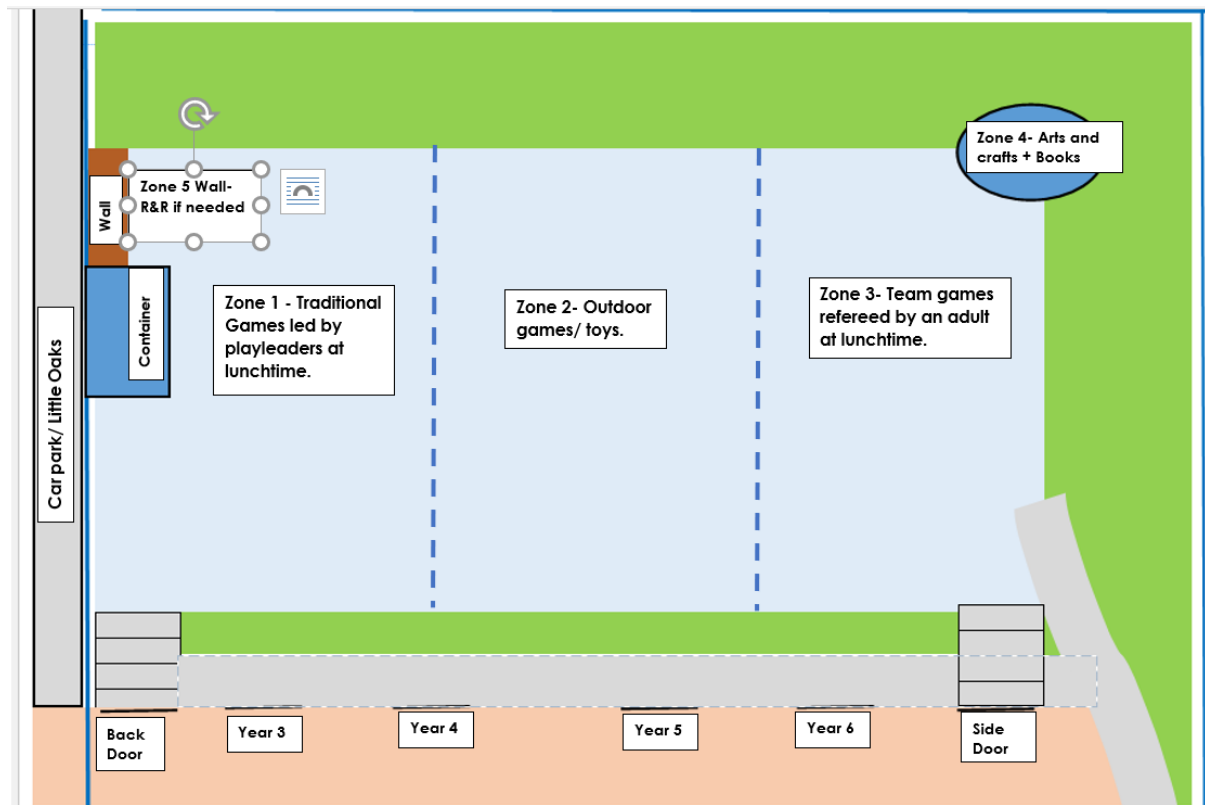 Zone 4- Arts and
crafts + Books
Zone 5 Wall-
R&R if needed
Wall
Container
Car park/ Little Oaks
Zone 1 - Traditional
Games led by
playleaders at
lunchtime.
Zone 2- Outdoor
games/ toys.
Zone 3- Team games
refereed by an adult
at lunchtime.
Back
Door
Year 3
Year 4
Year 5
Year 6
Side
Door